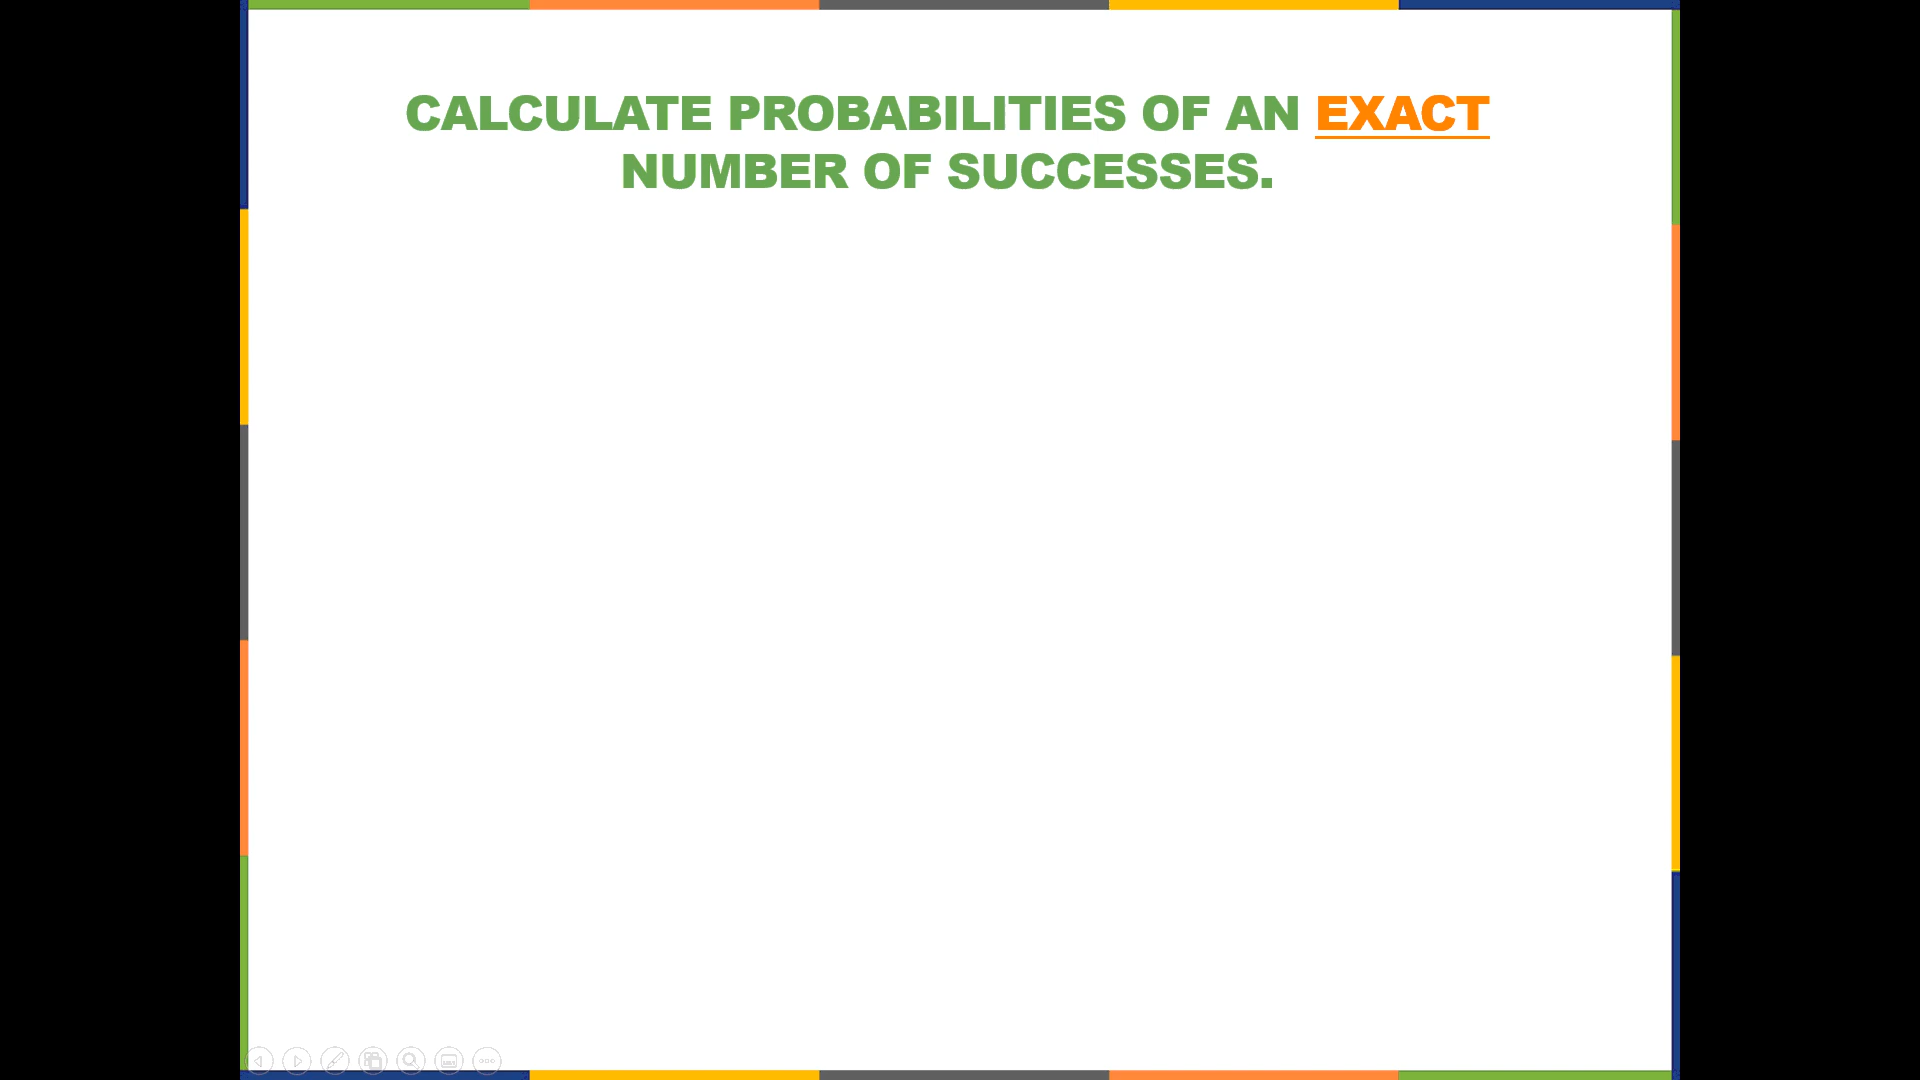 CALCULATE PROBABILITIES OF AN EXACT
NUMBER OF SUCCESSES.